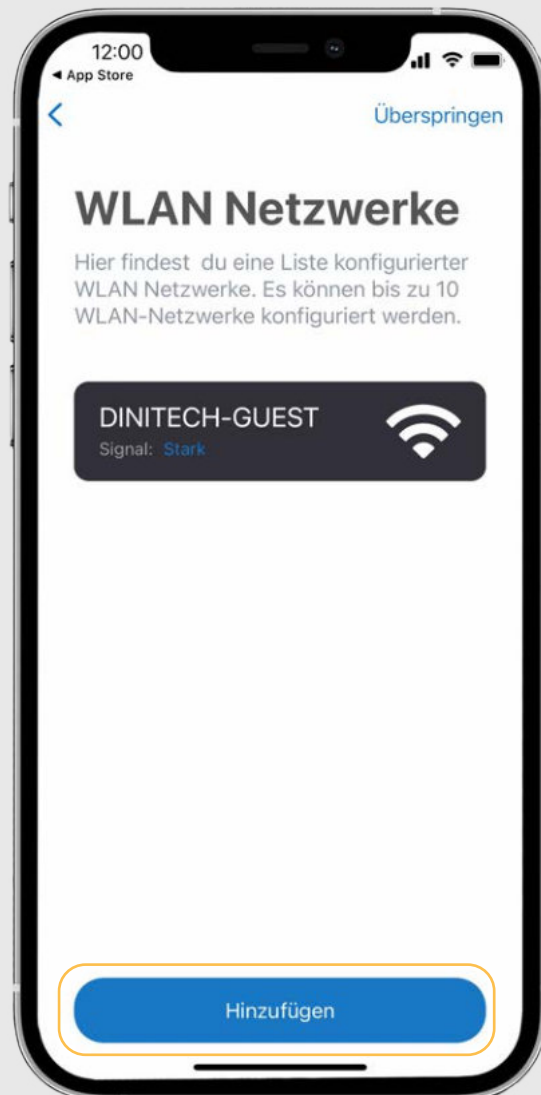 12:00
◀ App Store
Überspringen
WLAN Netzwerke
Hier findest du eine Liste konfigurierter
WLAN Netzwerke. Es können bis zu 10
WLAN-Netzwerke konfiguriert werden.
DINITECH-GUEST
Signal: Stark
Hinzufügen